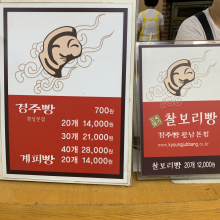 경주빵 700원
황남본점
20개 14,000원
30개 21,000원
40개 28,000원
계피빵 20개 14,000원
찰보리빵
경주빵 황남본점
www.kyoungjubbang.co.kr
찰보리빵 20개 12,000원